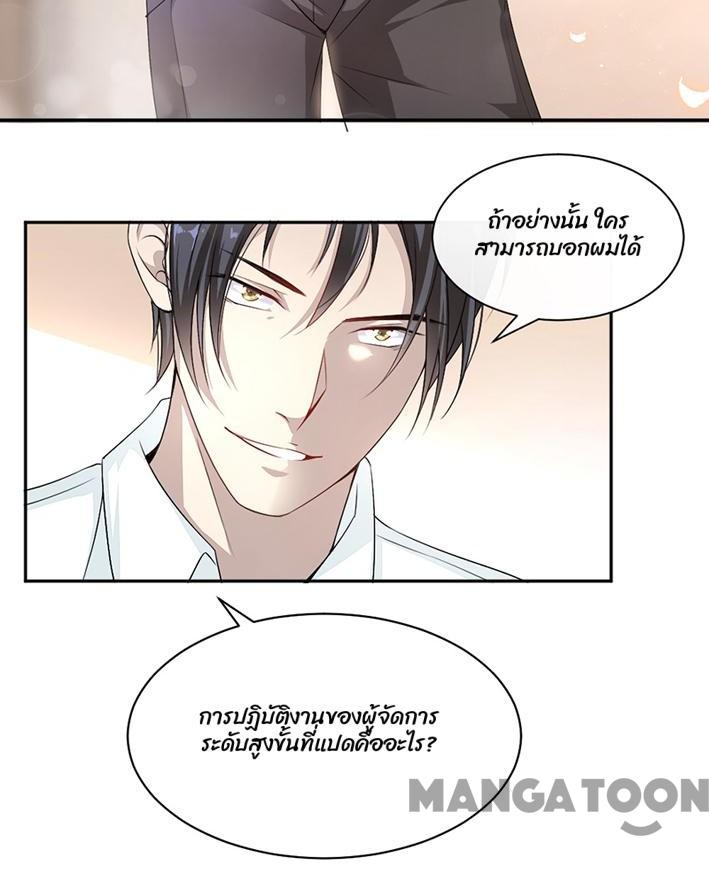 ถ้าอย่างนั้น ใคร
สามารถบอกผมได้
การปฏิบัติงานของผู้จัดการ
ระดับสูงขั้นที่แปดคืออะไร?
MANGATOON